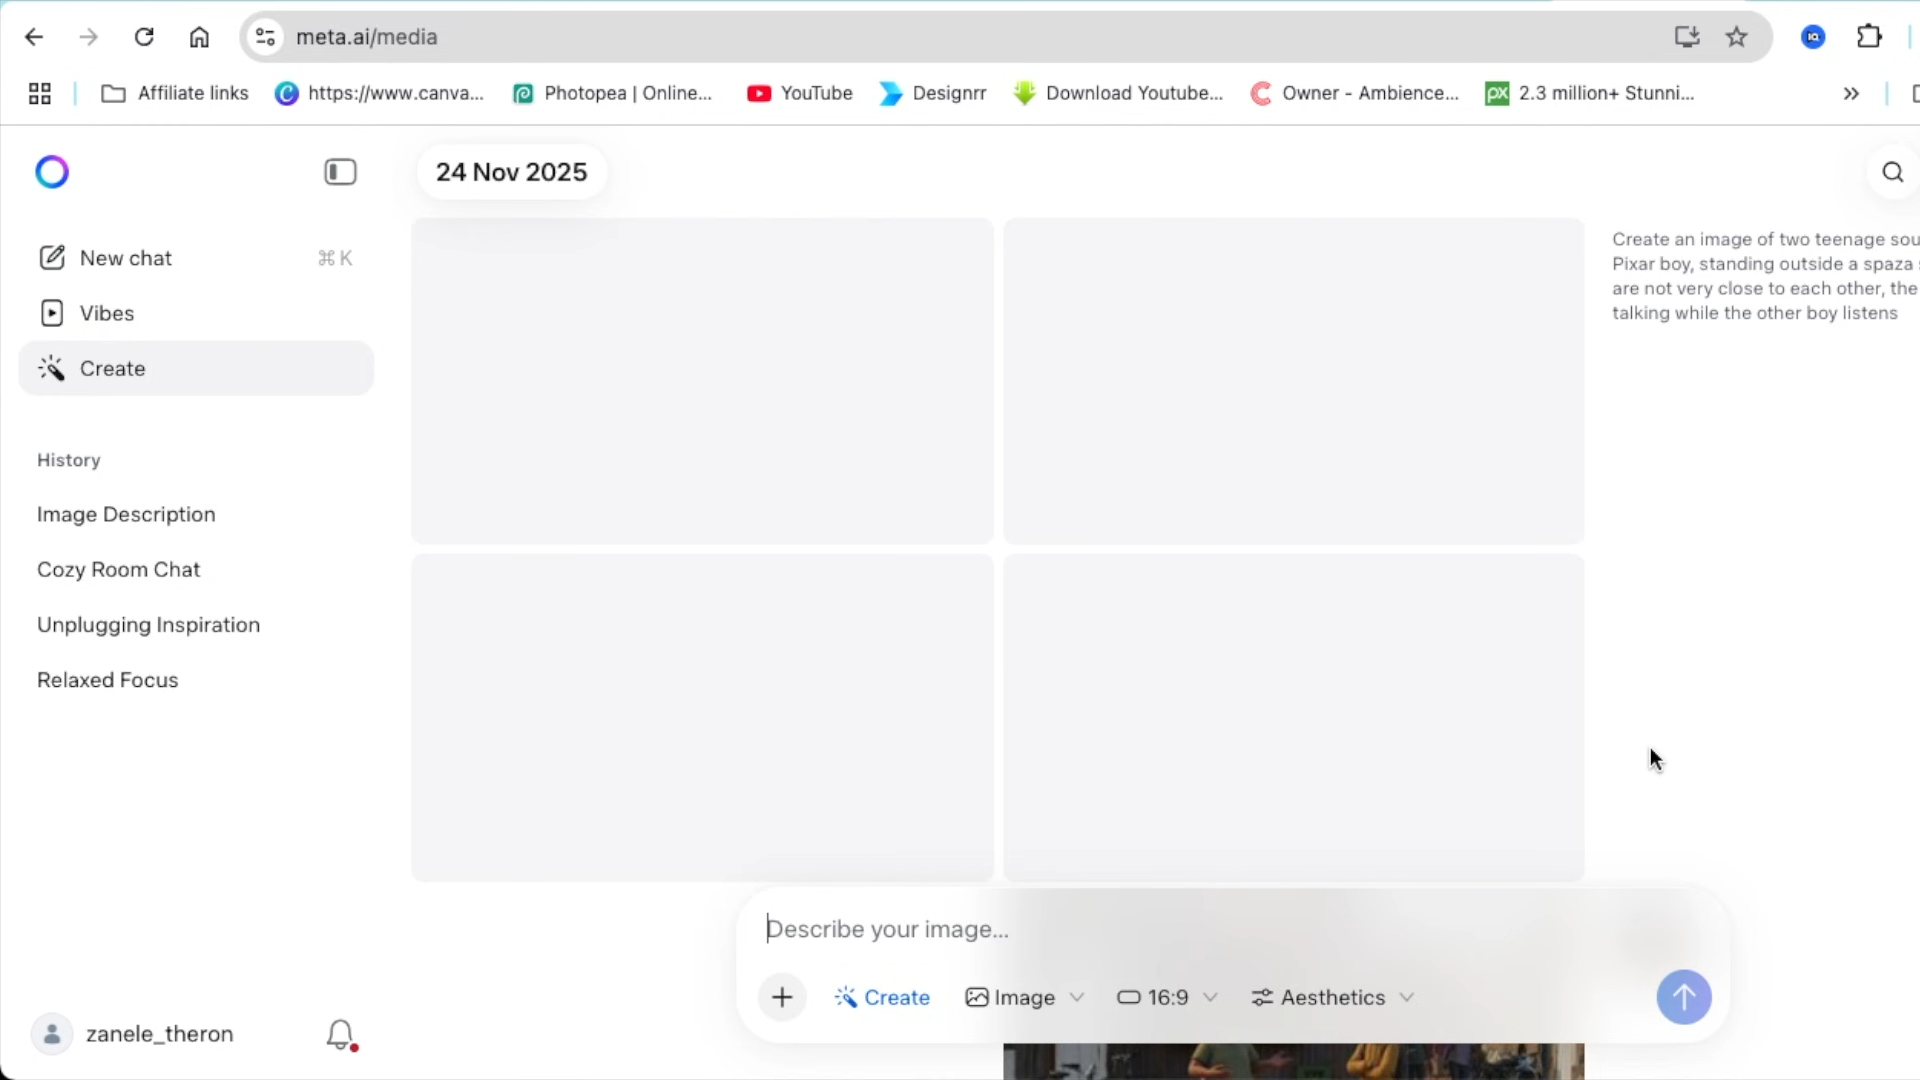 meta.ai/media
Affiliate links
https://www.canva...
Photopea | Online...
YouTube
Designrr
Download Youtube...
Owner - Ambience...
px
2.3 million+ Stunni...
24 Nov 2025
New chat
⌘ K
Vibes
Create
History
Image Description
Cozy Room Chat
Unplugging Inspiration
Relaxed Focus
zanele_theron
Create an image of two teenage sou
Pixar boy, standing outside a spaza s
are not very close to each other, the
talking while the other boy listens
Describe your image...
Create
Image
16:9
Aesthetics